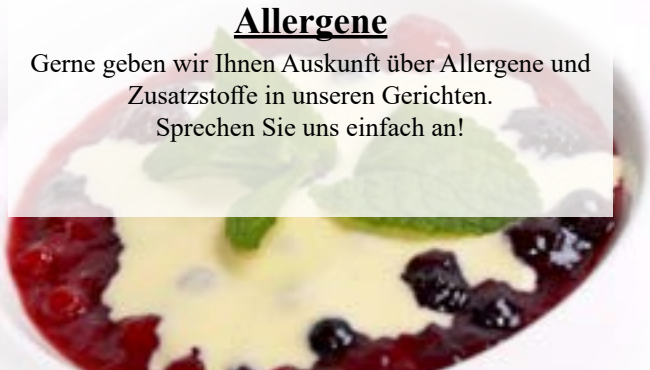 Allergene
Gerne geben wir Ihnen Auskunft über Allergene und
Zusatzstoffe in unseren Gerichten.
Sprechen Sie uns einfach an!